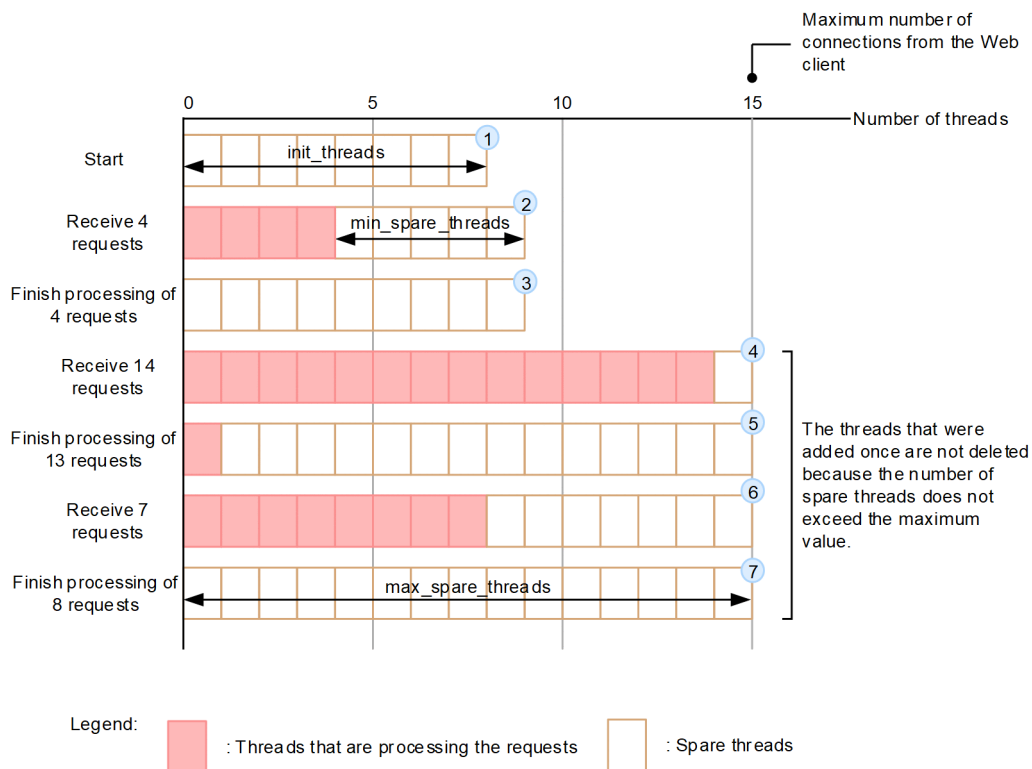 Maximum number of
connections from the Web
client
0 5 10 15
Number of threads
Start
init_threads
1
Receive 4
requests
min_spare_threads
2
Finish processing of
4 requests
3
Receive 14
requests
4
Finish processing of
13 requests
5
Receive 7
requests
6
Finish processing of
8 requests
max_spare_threads
7
The threads that were
added once are not deleted
because the number of
spare threads does not
exceed the maximum
value.
Legend:
: Threads that are processing the requests
: Spare threads